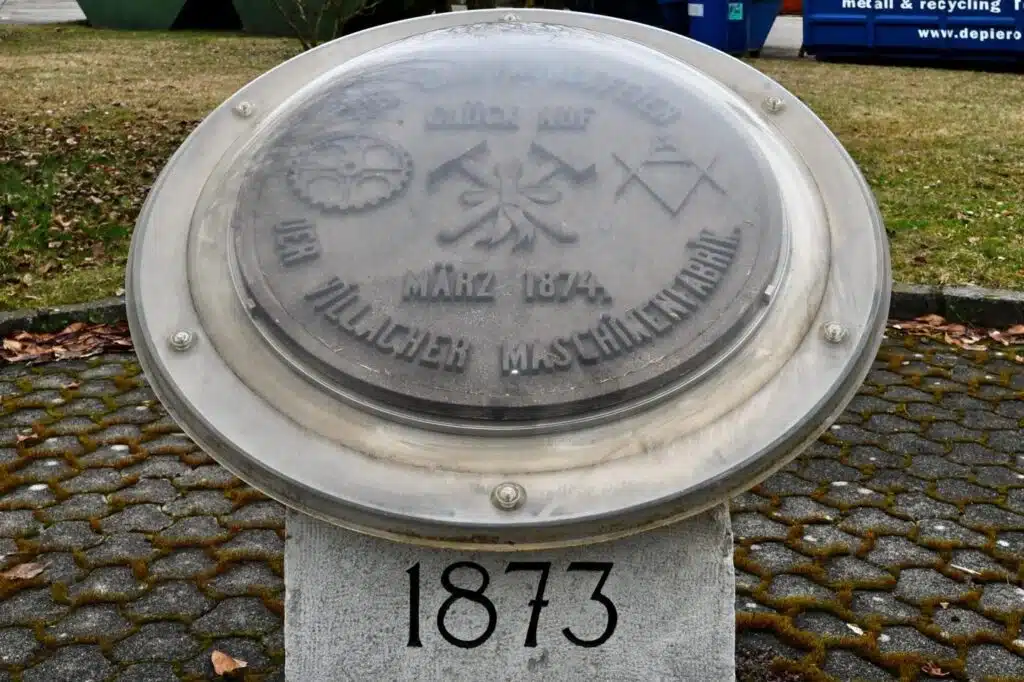 metal & recycling
www.depiero
GLÜCK AUF
MÄRZ 1874.
DER VILLACHER MASCHINENFABRIK.
1873